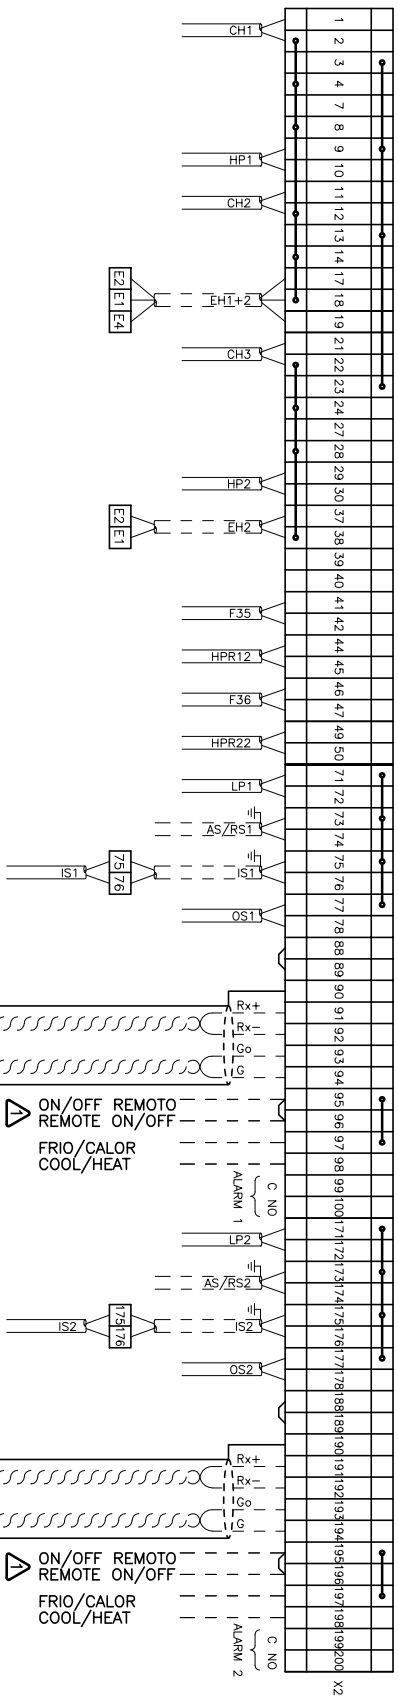 1
CH1
2
3
4
7
8
9
HP1
10
11
CH2
12
13
14
17
EH1+2
18
19
E2 E1 E4
21
CH3
22
23
24
27
28
29
HP2
30
37
EH2
38
E2 E1
39
40
41
F35
42
44
HPR12
45
46
F36
47
49
HPR22
50
71
LP1
72
73
AS/RS1
74
75
IS1
76
75 76
IS1
77
OS1
78
88
89
90
Rx+
91
Rx-
92
Go
93
G
94
95
ON/OFF REMOTO
REMOTE ON/OFF
1
96
97
FRIO/CALOR
COOL/HEAT
98
99
100
C NO
ALARM 1
171
LP2
172
173
AS/RS2
174
175
IS2
176
175 176
IS2
177
OS2
178
188
189
190
Rx+
191
Rx-
192
Go
193
G
194
195
ON/OFF REMOTO
REMOTE ON/OFF
1
196
197
FRIO/CALOR
COOL/HEAT
198
199
200
C NO
ALARM 2
X2